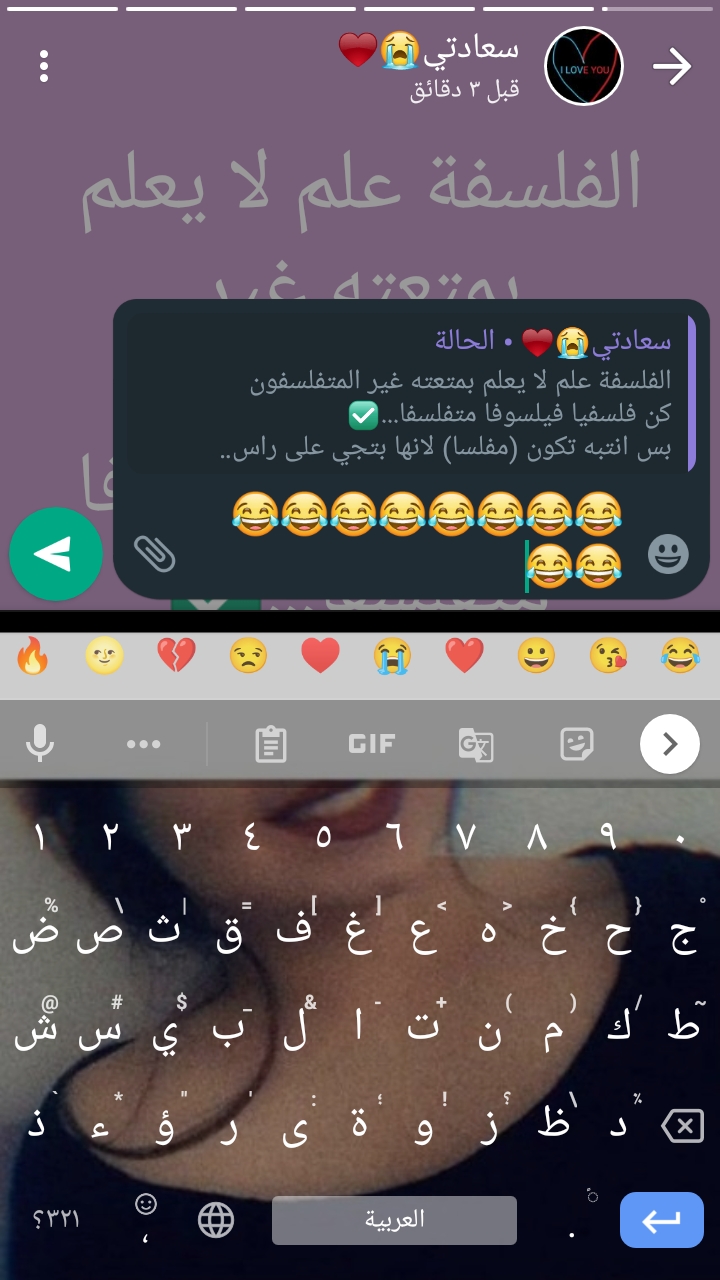 سعادتي😭❤️
قبل ٣ دقائق
I LOVE YOU
الفلسفة علم لا يعلم
بمتعته غير
سعادتي😭❤️ • الحالة
الفلسفة علم لا يعلم بمتعته غير المتفلسفون
كن فلسفيا فيلسوفا متفلسفا...✅
بس انتبه تكون (مفلسا) لانها بتجي على راس..
😂😂😂😂😂😂😂😂
😂😂
🔥🌝💔😒♥️😭❤️😀😘😂
GIF
١ ٢ ٣ ٤ ٥ ٦ ٧ ٨ ٩ ٠
% \ | = [ ] < > { } °
ض ص ث ق ف غ ع ه خ ح ج
@ # $ _ & - + ( ) / ~
ش س ي ب ل ا ت ن م ك ط
` * " ' : ؛ ! ؟ \ ٪
ذ ء ؤ ر ى ة و ز ظ د
؟٣٢١ ، العربية .